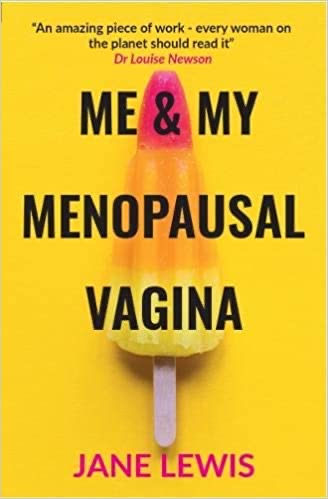 “An amazing piece of work - every woman on
the planet should read it”
Dr Louise Newson
ME & MY
MENOPAUSAL
VAGINA
JANE LEWIS